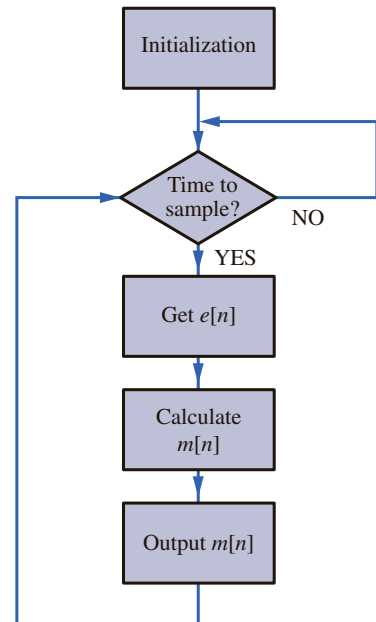 Initialization
Time to
sample?
NO
YES
Get e[n]
Calculate
m[n]
Output m[n]